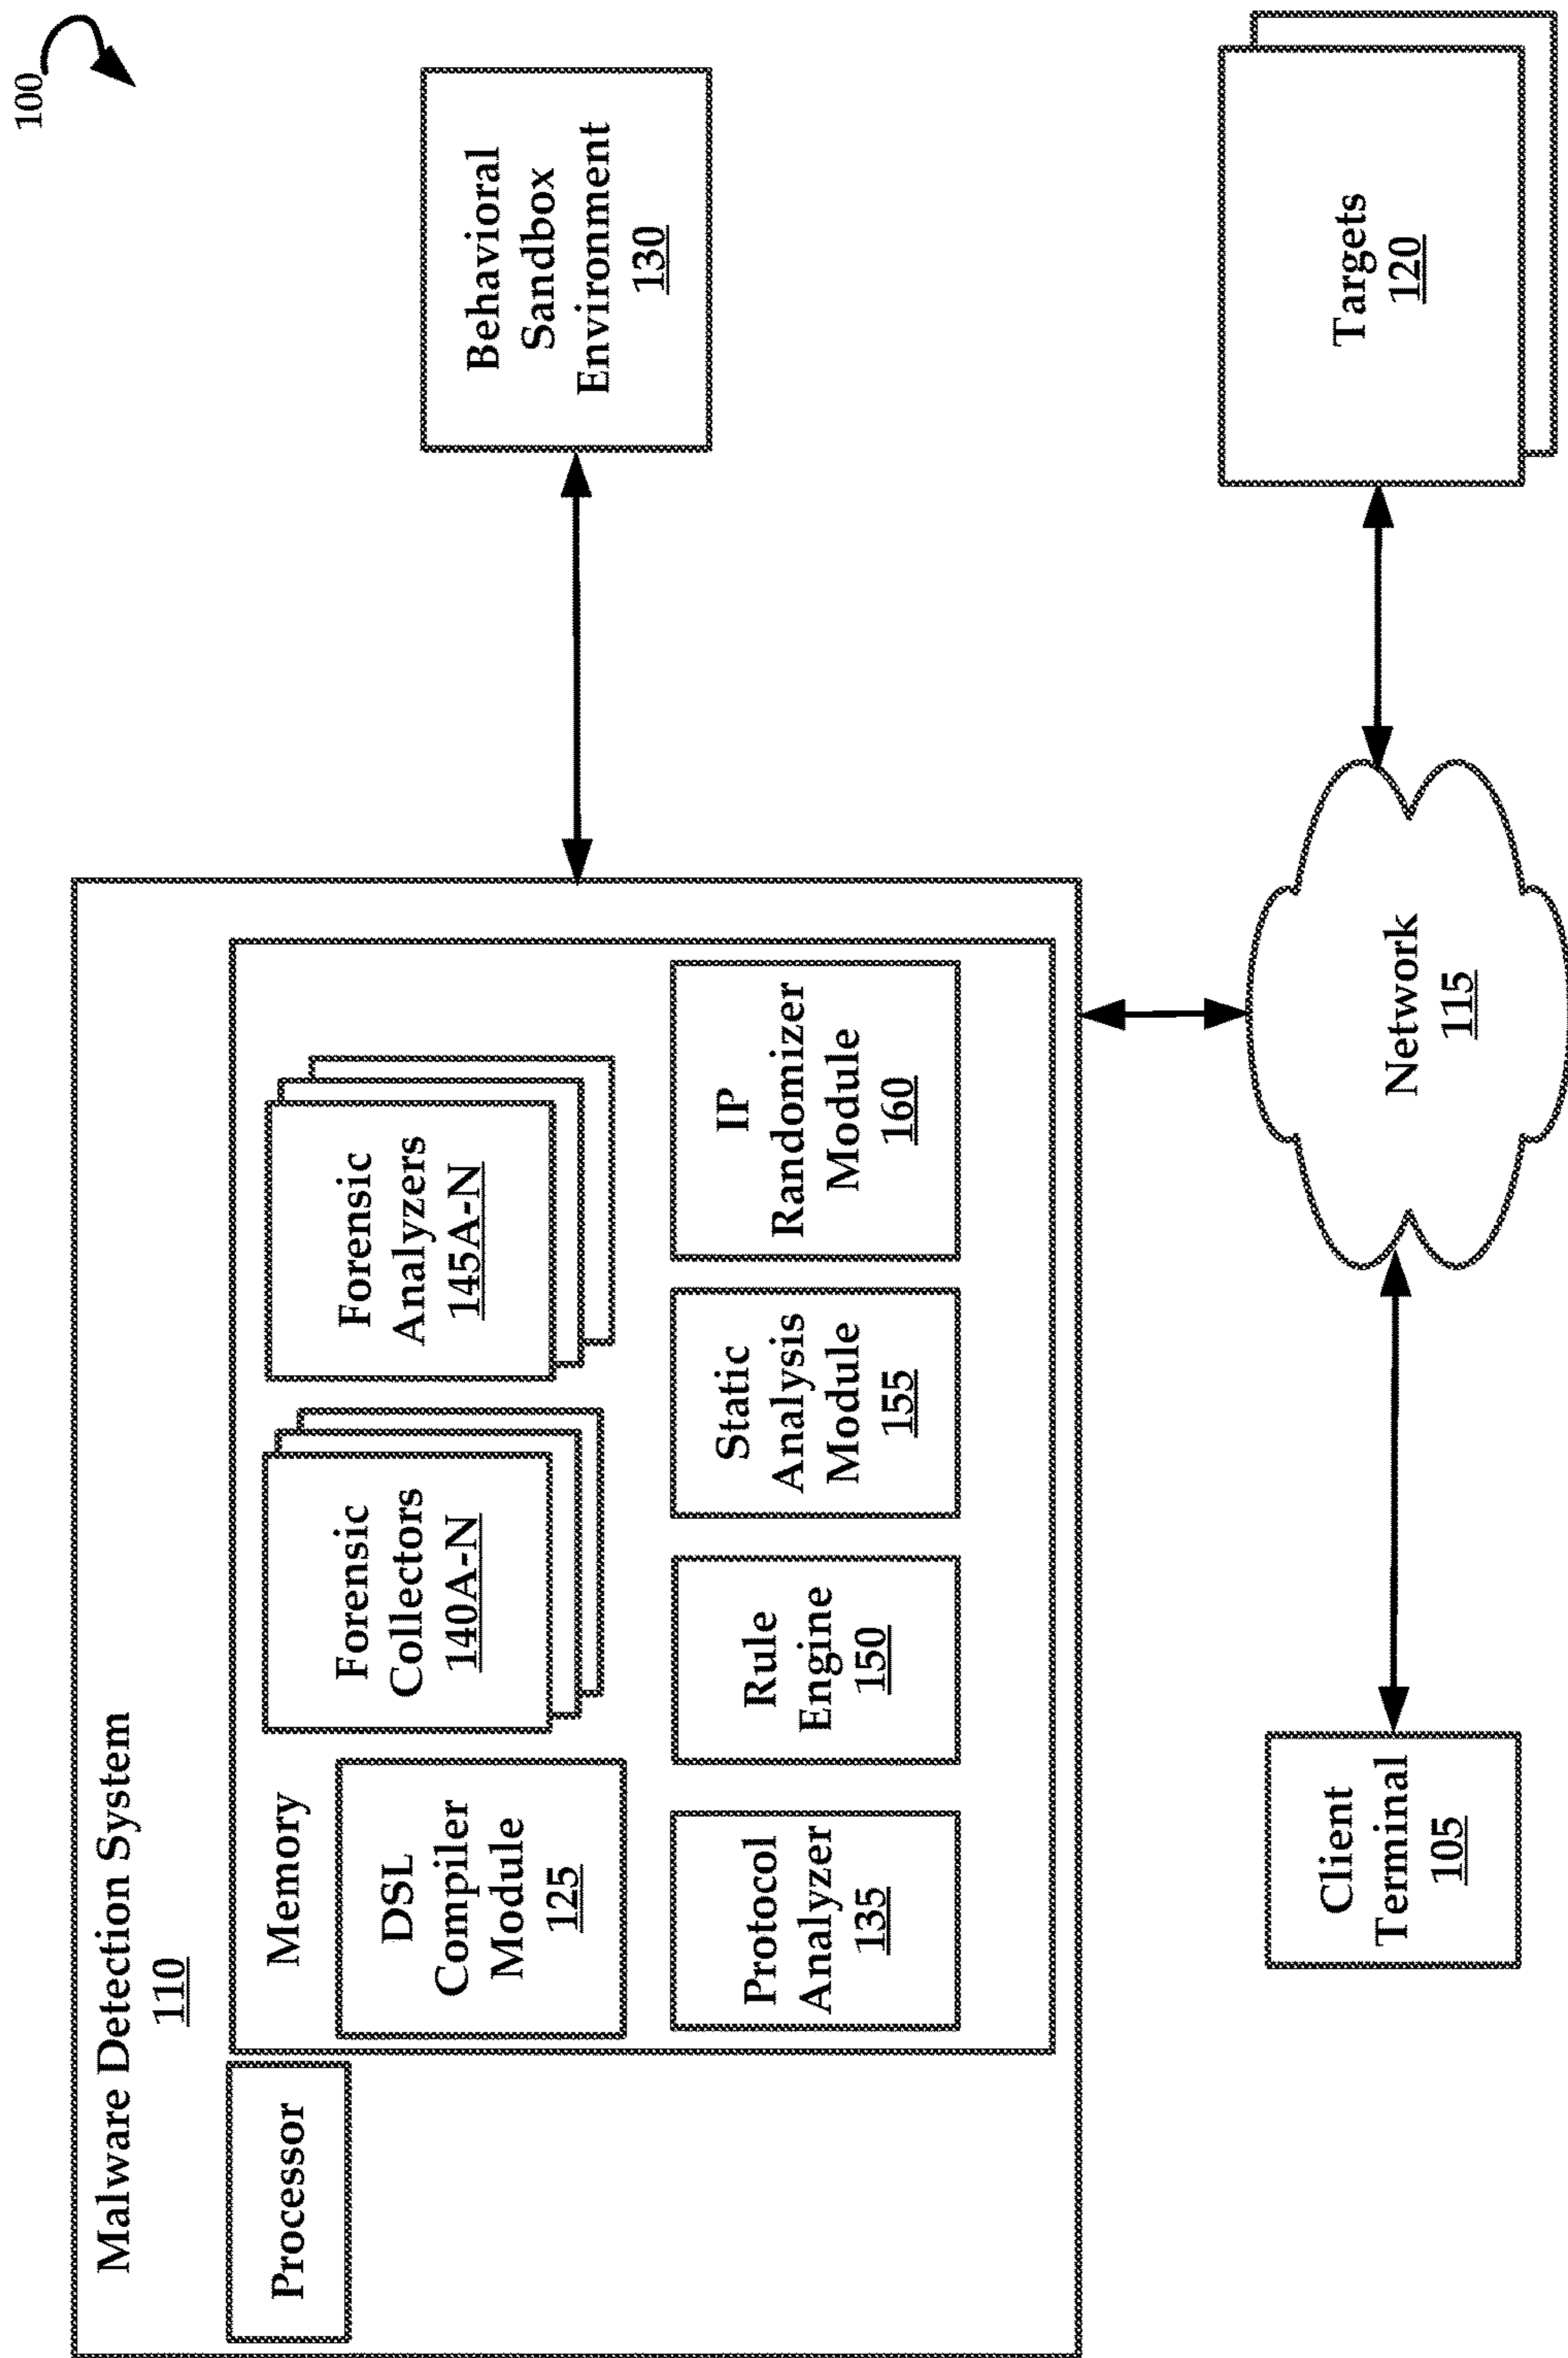 100
Malware Detection System
110
Processor
Memory
DSL
Compiler
Module
125
Forensic
Collectors
140A-N
Forensic
Analyzers
145A-N
Protocol
Analyzer
135
Rule
Engine
150
Static
Analysis
Module
155
IP
Randomizer
Module
160
Behavioral
Sandbox
Environment
130
Client
Terminal
105
Network
115
Targets
120